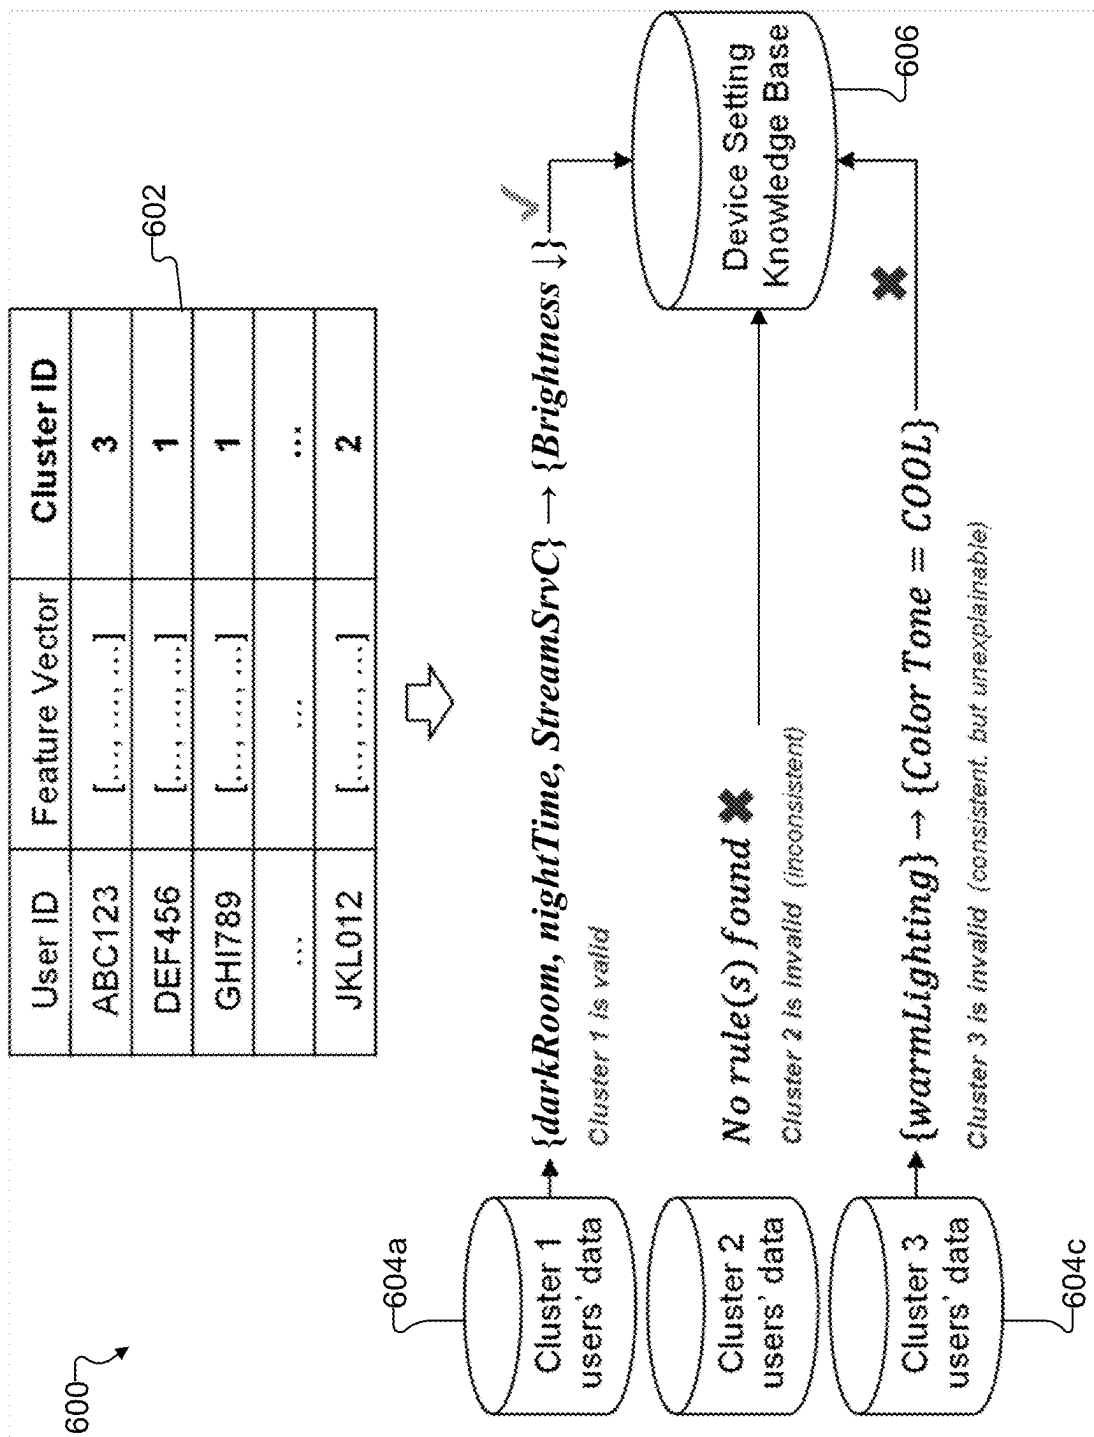 600
User ID Feature Vector Cluster ID
ABC123 [..., ..., ...] 3
DEF456 [..., ..., ...] 1
GHI789 [..., ..., ...] 1
... ... ...
JKL012 [..., ..., ...] 2
602
604a
Cluster 1
users' data
{darkRoom, nightTime, StreamSrvC} → {Brightness ↓}
Cluster 1 is valid
Cluster 2
users' data
No rule(s) found ✖
Cluster 2 is invalid (inconsistent)
Cluster 3
users' data
{warmLighting} → {Color Tone = COOL}
Cluster 3 is invalid (consistent, but unexplainable)
604c
Device Setting
Knowledge Base
606